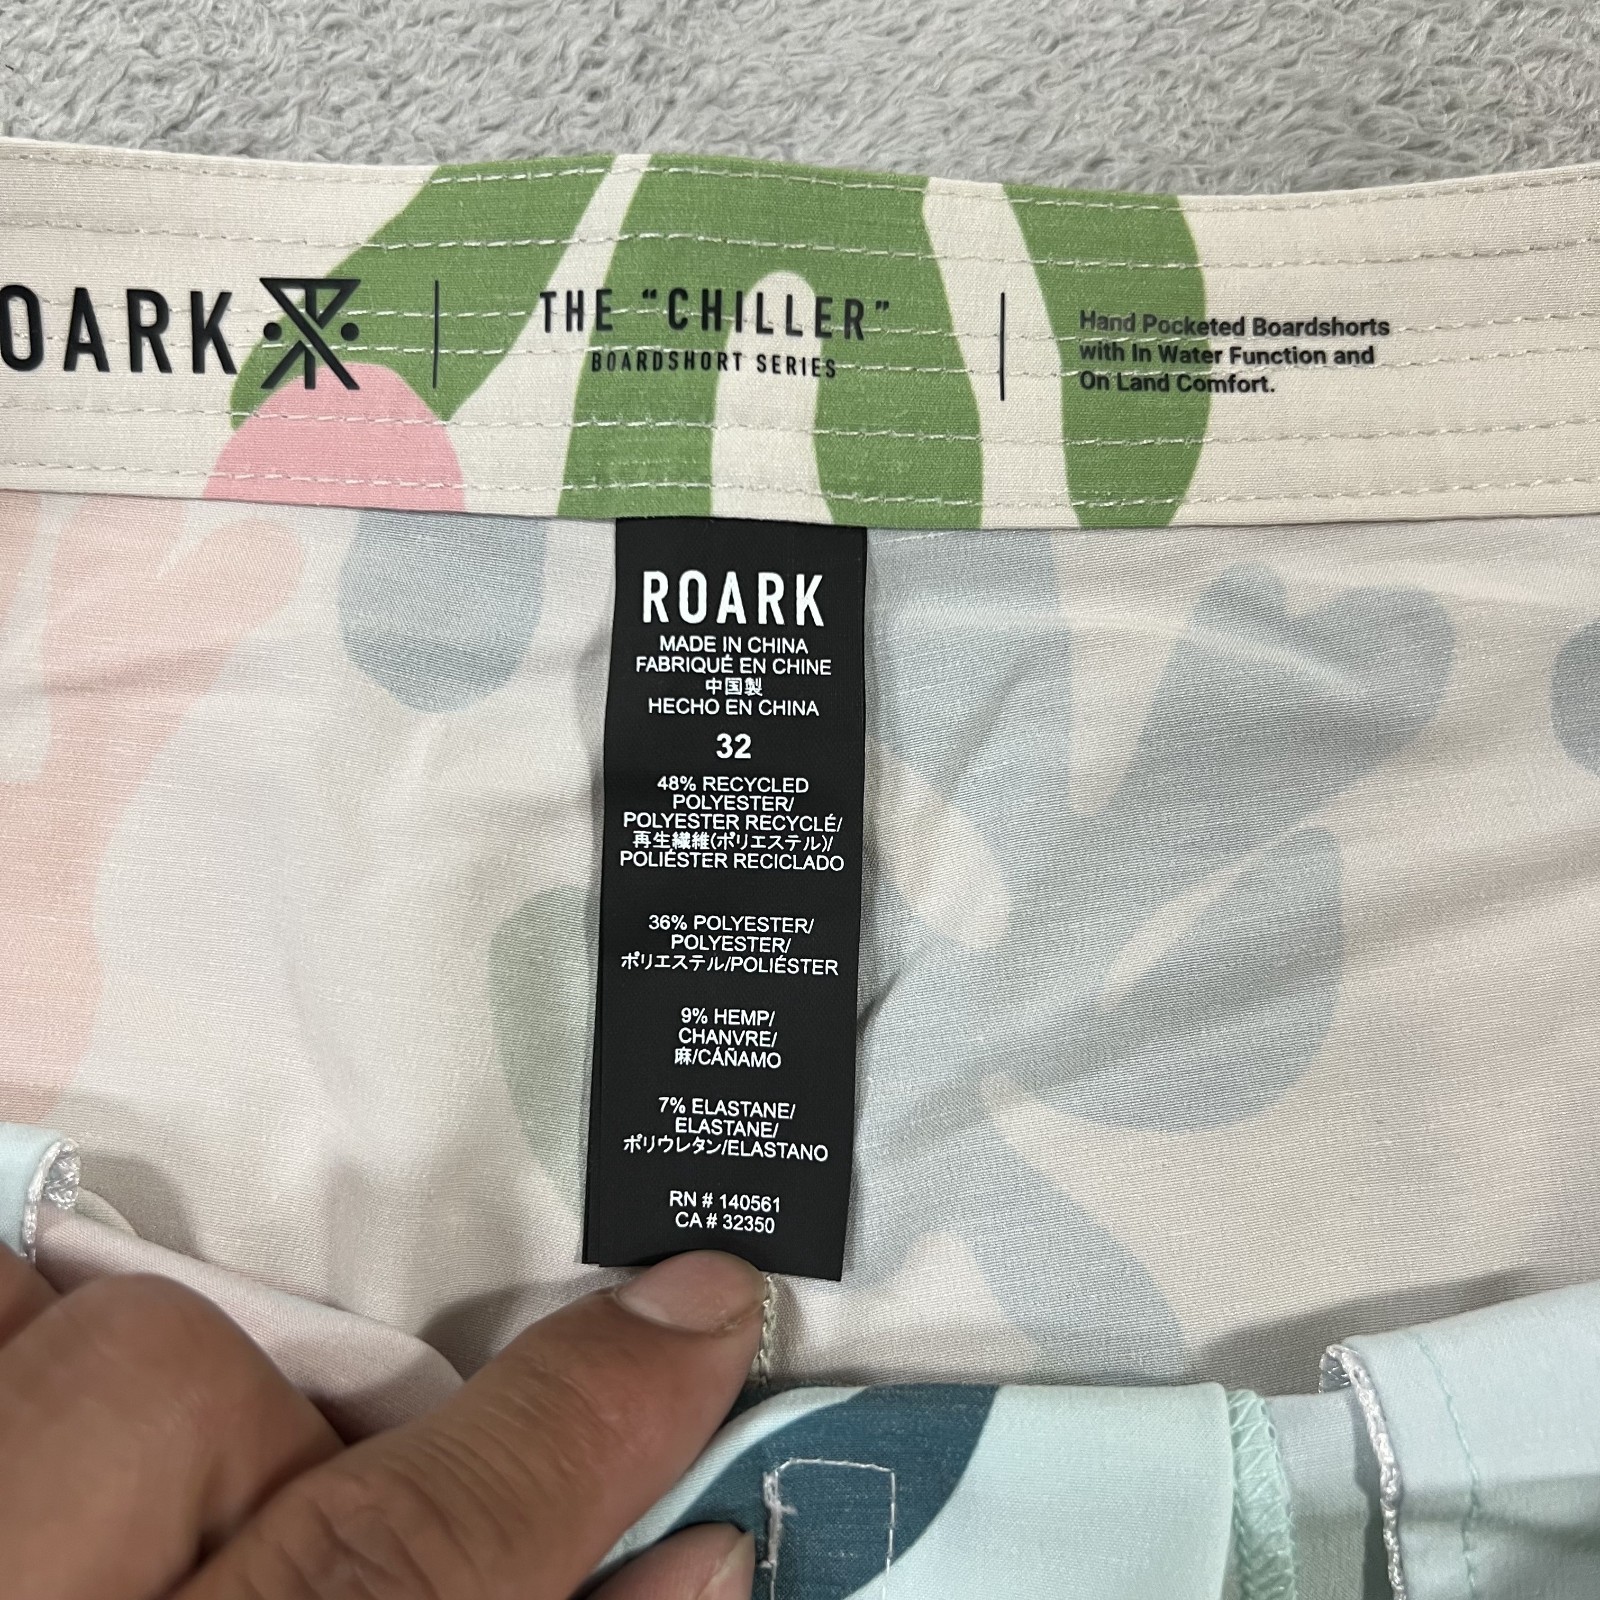 OARK
THE “CHILLER”
BOARDSHORT SERIES
Hand Pocketed Boardshorts
with In Water Function and
On Land Comfort.
ROARK
MADE IN CHINA
FABRIQUÉ EN CHINE
中国製
HECHO EN CHINA
32
48% RECYCLED
POLYESTER/
POLYESTER RECYCLÉ/
再生繊維(ポリエステル)/
POLIÉSTER RECICLADO
36% POLYESTER/
POLYESTER/
ポリエステル/POLIÉSTER
9% HEMP/
CHANVRE/
麻/CÁÑAMO
7% ELASTANE/
ELASTANE/
ポリウレタン/ELASTANO
RN # 140561
CA # 32350